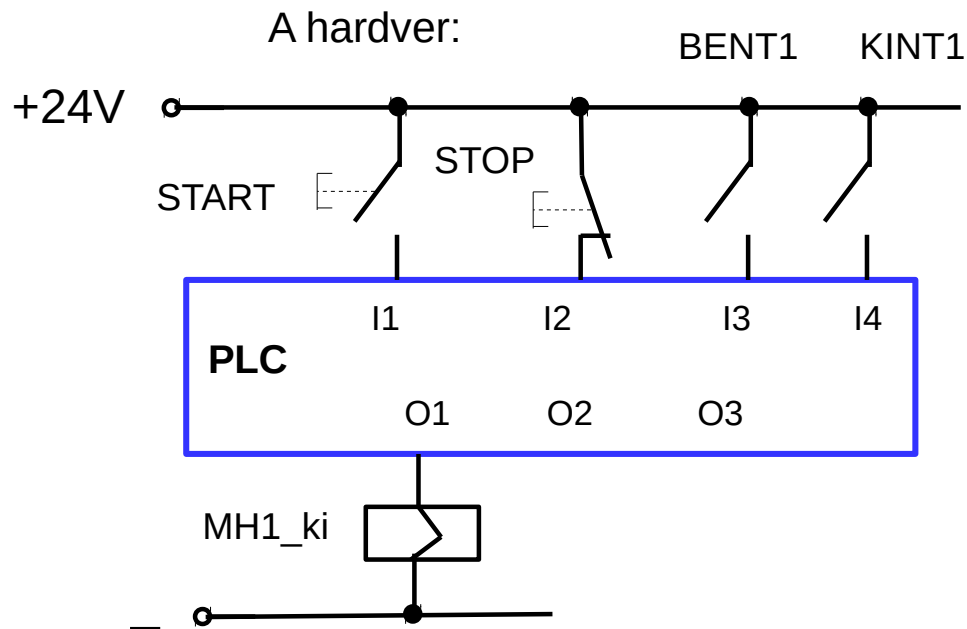 A hardver:
BENT1 KINT1
+24V
STOP
START
I1 I2 I3 I4
PLC
O1 O2 O3
MH1_ki
_